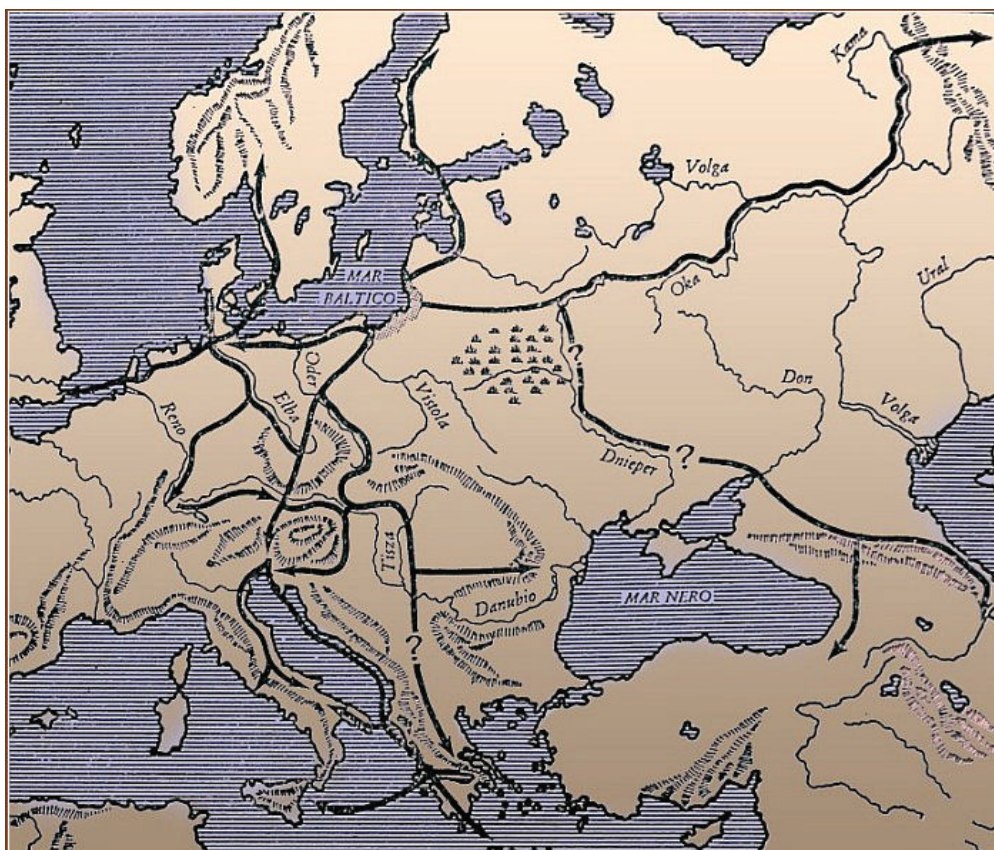 Kama
Volga
MAR
BALTICO
Oka
Ural
Oder
Elba
Reno
Vistola
?
Don
Volga
Dnieper
?
Tisza
Danubio
MAR NERO
?